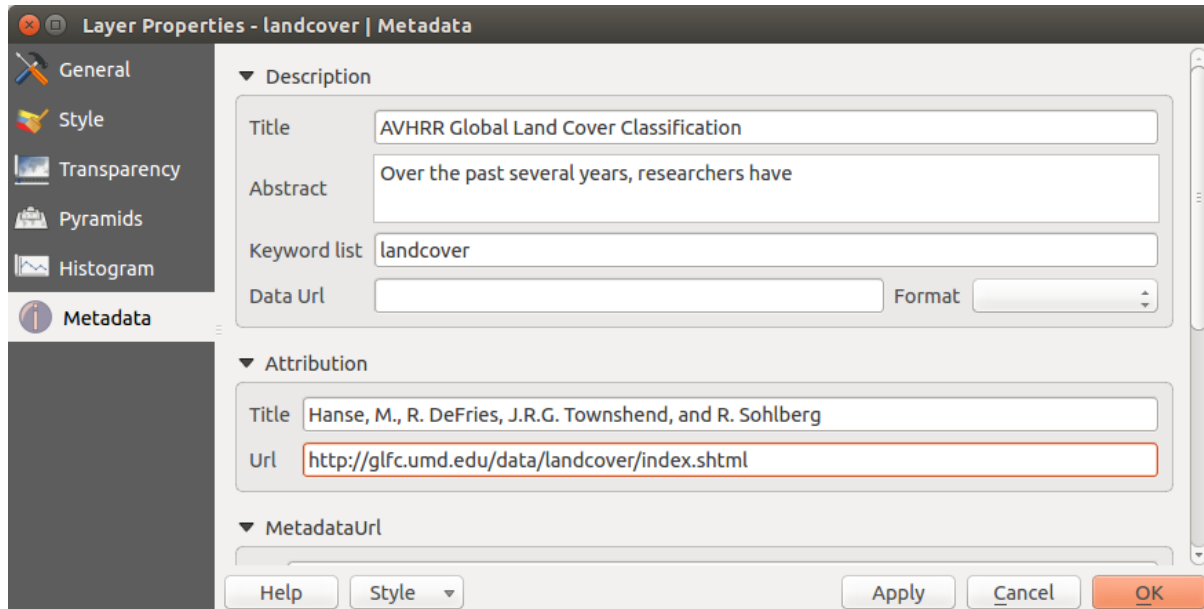 Layer Properties - landcover | Metadata
General
Style
Transparency
Pyramids
Histogram
Metadata
Description
Title AVHRR Global Land Cover Classification
Abstract Over the past several years, researchers have
Keyword list landcover
Data Url Format
Attribution
Title Hanse, M., R. DeFries, J.R.G. Townshend, and R. Sohlberg
Url http://glfc.umd.edu/data/landcover/index.shtml
MetadataUrl
Help Style Apply Cancel OK